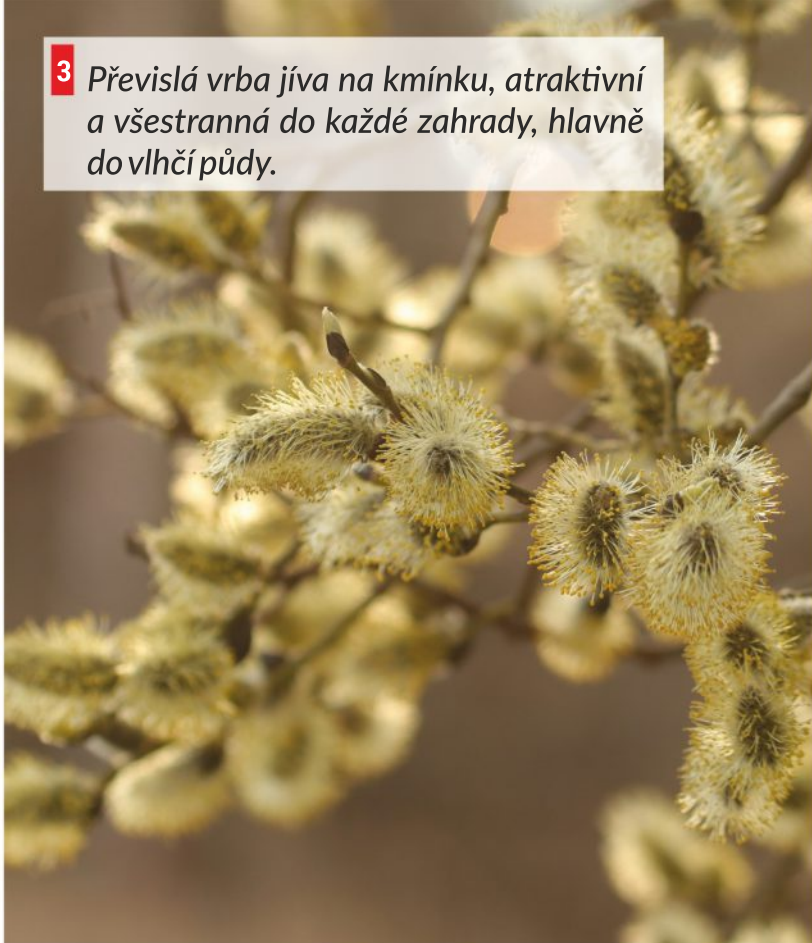 3 Převislá vrba jíva na kmínku, atraktivní
a všestranná do každé zahrady, hlavně
do vlhčí půdy.